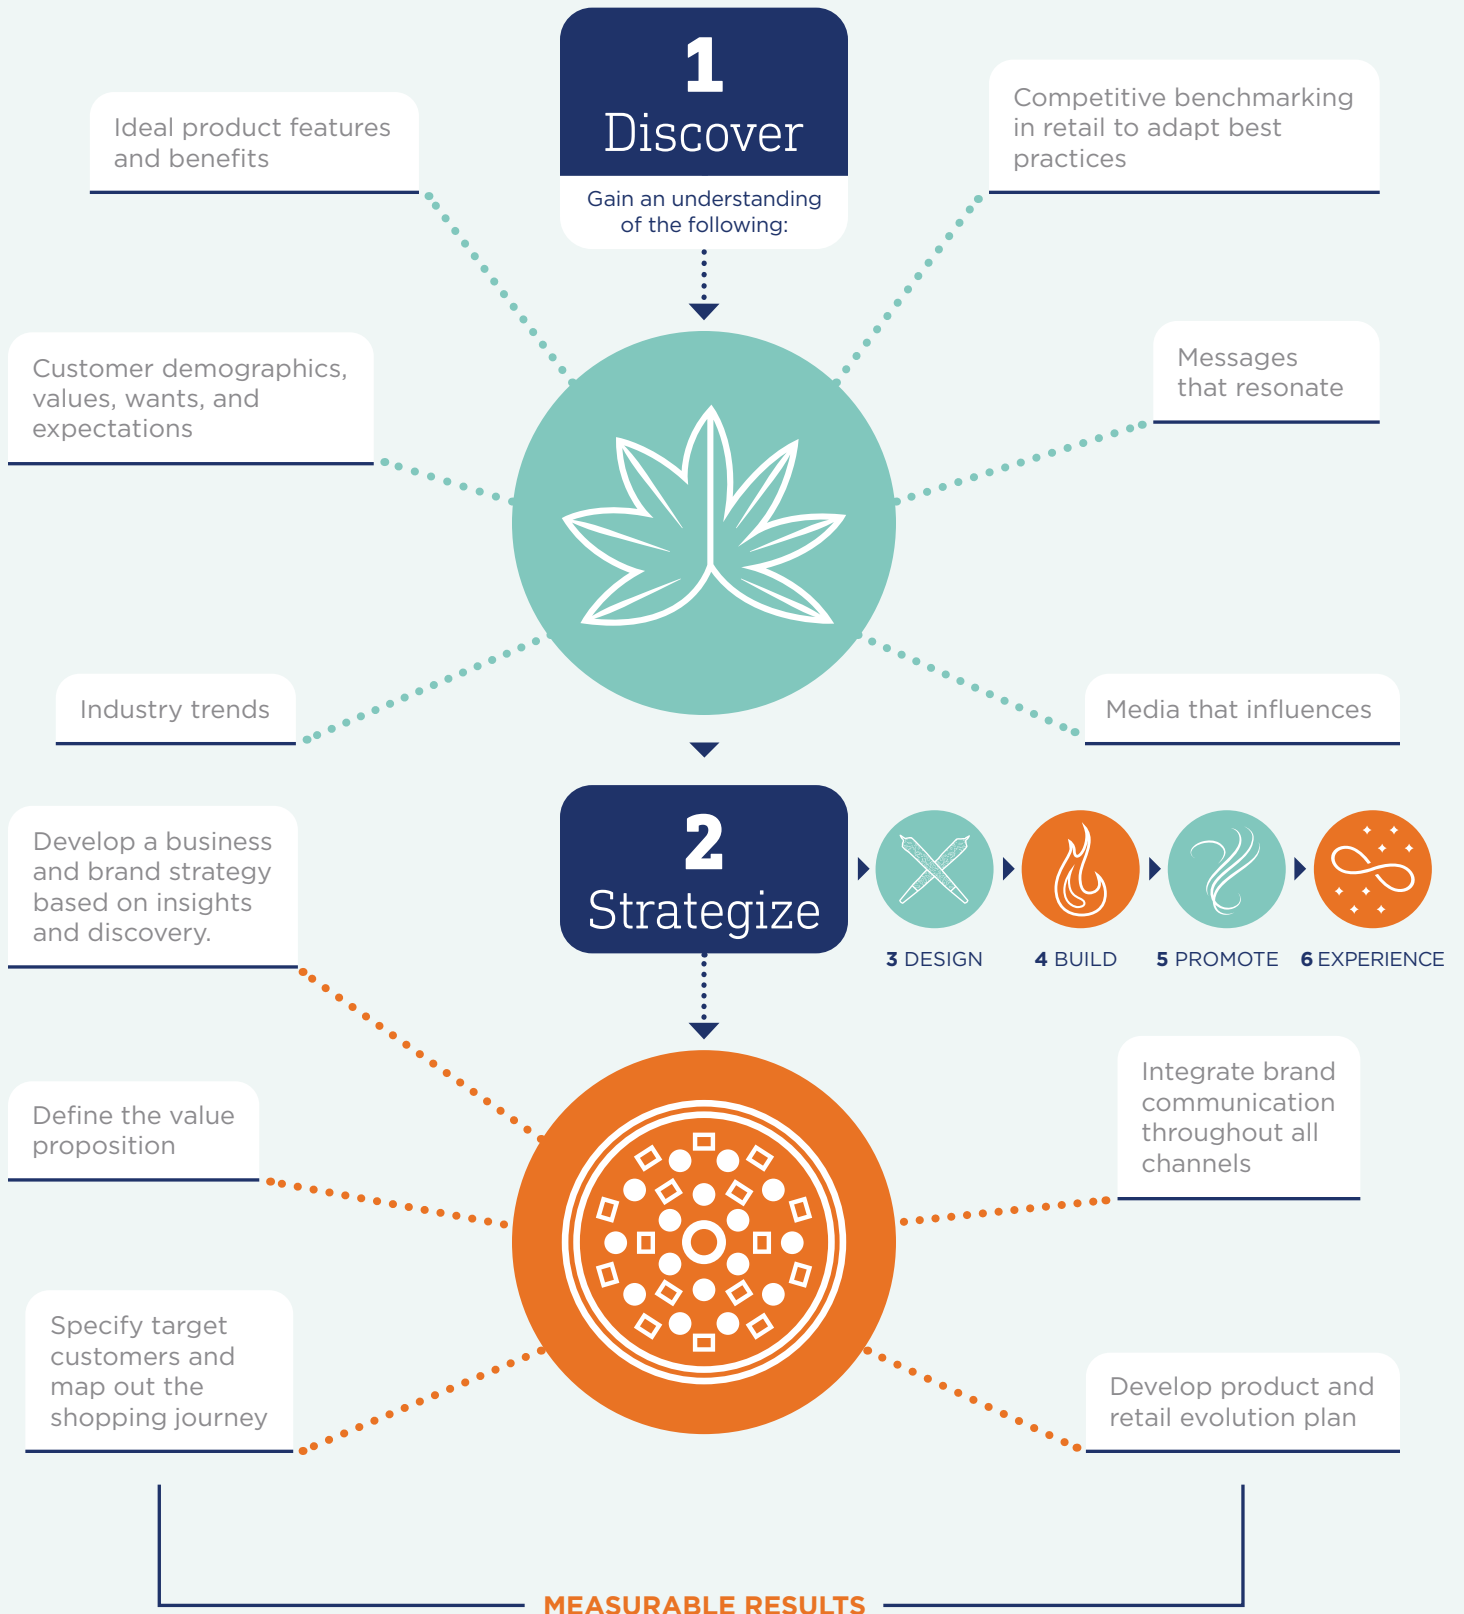 1
Discover
Gain an understanding
of the following:
Ideal product features
and benefits
Competitive benchmarking
in retail to adapt best
practices
Customer demographics,
values, wants, and
expectations
Messages
that resonate
Industry trends
Media that influences
2
Strategize
3 DESIGN
4 BUILD
5 PROMOTE
6 EXPERIENCE
Develop a business
and brand strategy
based on insights
and discovery.
Define the value
proposition
Integrate brand
communication
throughout all
channels
Specify target
customers and
map out the
shopping journey
Develop product and
retail evolution plan
MEASURABLE RESULTS